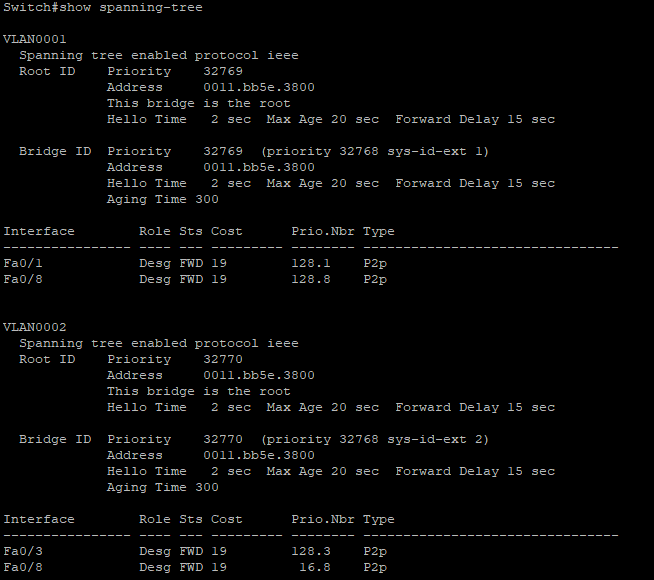 Switch#show spanning-tree

VLAN0001
  Spanning tree enabled protocol ieee
  Root ID    Priority    32769
             Address     0011.bb5e.3800
             This bridge is the root
             Hello Time   2 sec  Max Age 20 sec  Forward Delay 15 sec

  Bridge ID  Priority    32769  (priority 32768 sys-id-ext 1)
             Address     0011.bb5e.3800
             Hello Time   2 sec  Max Age 20 sec  Forward Delay 15 sec
             Aging Time 300

Interface        Role Sts Cost      Prio.Nbr Type
---------------- ---- --- --------- -------- --------------------------------
Fa0/1            Desg FWD 19        128.1    P2p
Fa0/8            Desg FWD 19        128.8    P2p


VLAN0002
  Spanning tree enabled protocol ieee
  Root ID    Priority    32770
             Address     0011.bb5e.3800
             This bridge is the root
             Hello Time   2 sec  Max Age 20 sec  Forward Delay 15 sec

  Bridge ID  Priority    32770  (priority 32768 sys-id-ext 2)
             Address     0011.bb5e.3800
             Hello Time   2 sec  Max Age 20 sec  Forward Delay 15 sec
             Aging Time 300

Interface        Role Sts Cost      Prio.Nbr Type
---------------- ---- --- --------- -------- --------------------------------
Fa0/3            Desg FWD 19        128.3    P2p
Fa0/8            Desg FWD 19         16.8    P2p